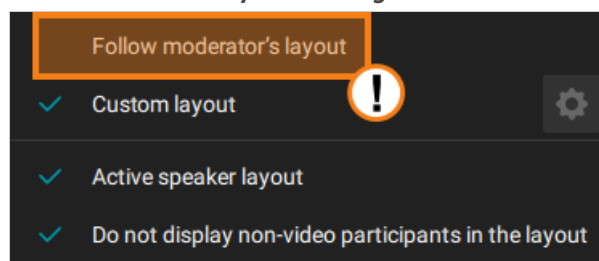 Follow moderator's layout
!
Custom layout
Active speaker layout
Do not display non-video participants in the layout